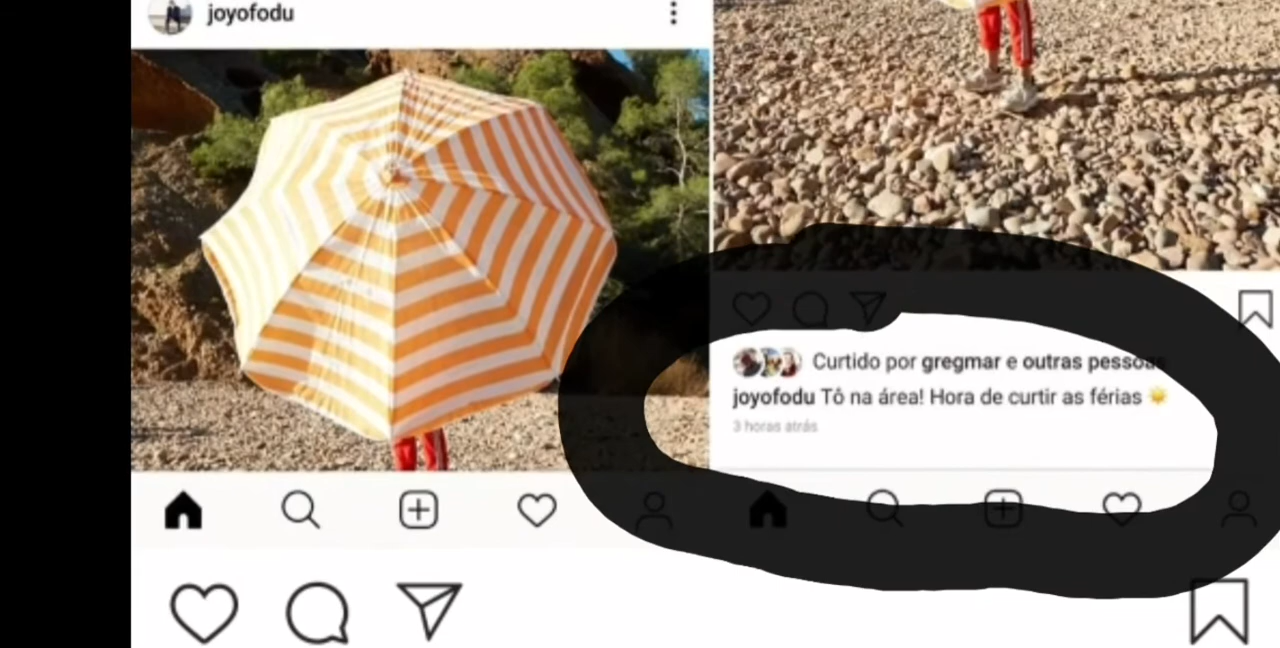 joyofodu
Curtido por gregmar e outras pessoas
joyofodu Tô na área! Hora de curtir as férias ☀️
3 horas atrás